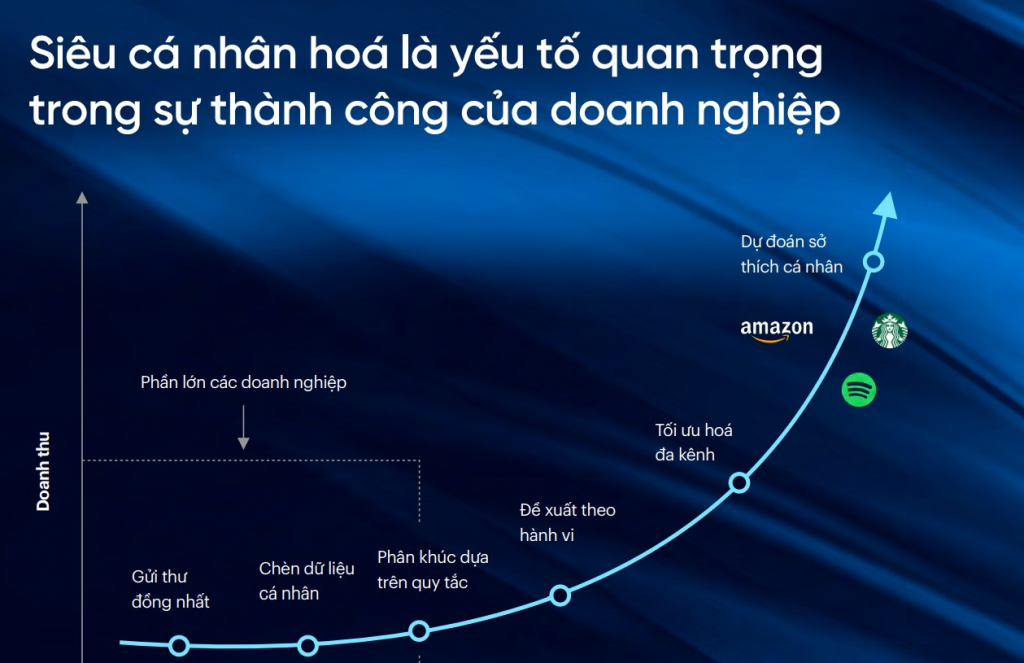 Siêu cá nhân hoá là yếu tố quan trọng
trong sự thành công của doanh nghiệp
Dự đoán sở
thích cá nhân
amazon
Phần lớn các doanh nghiệp
Tối ưu hoá
đa kênh
Doanh thu
Đề xuất theo
hành vi
Phân khúc dựa
trên quy tắc
Chèn dữ liệu
cá nhân
Gửi thư
đồng nhất